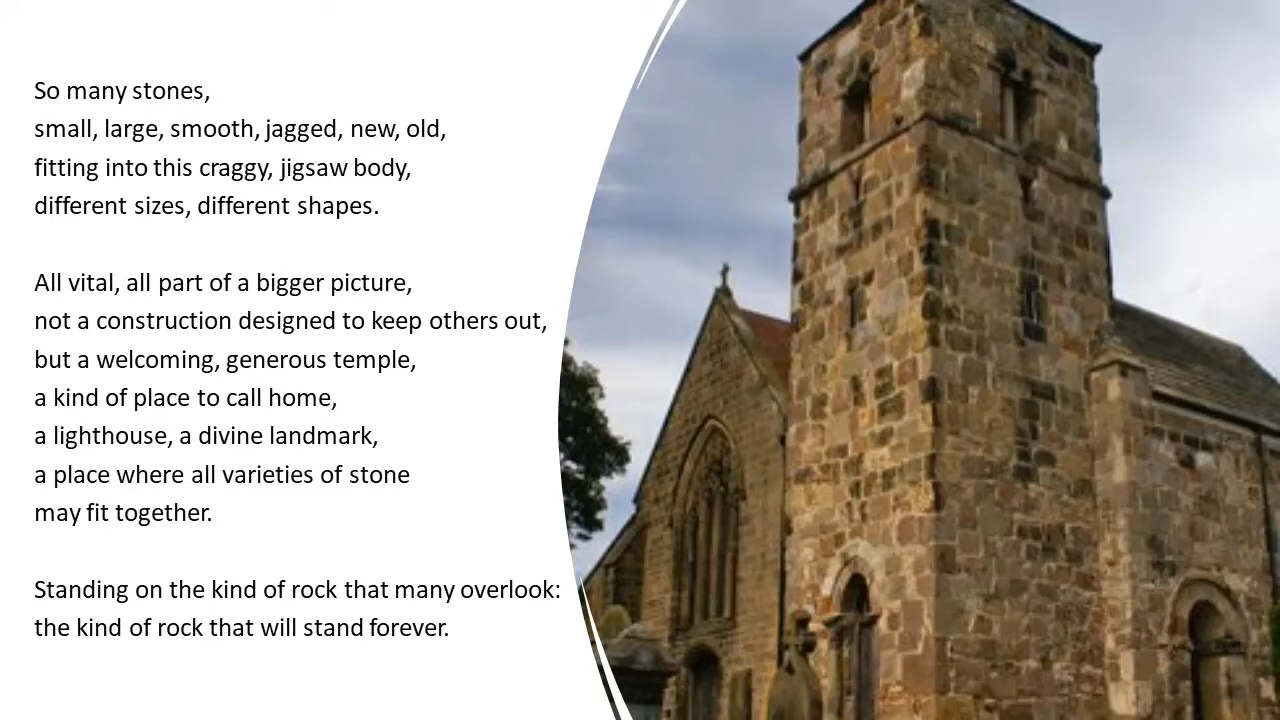 So many stones,
small, large, smooth, jagged, new, old,
fitting into this craggy, jigsaw body,
different sizes, different shapes.
All vital, all part of a bigger picture,
not a construction designed to keep others out,
but a welcoming, generous temple,
a kind of place to call home,
a lighthouse, a divine landmark,
a place where all varieties of stone
may fit together.
Standing on the kind of rock that many overlook:
the kind of rock that will stand forever.